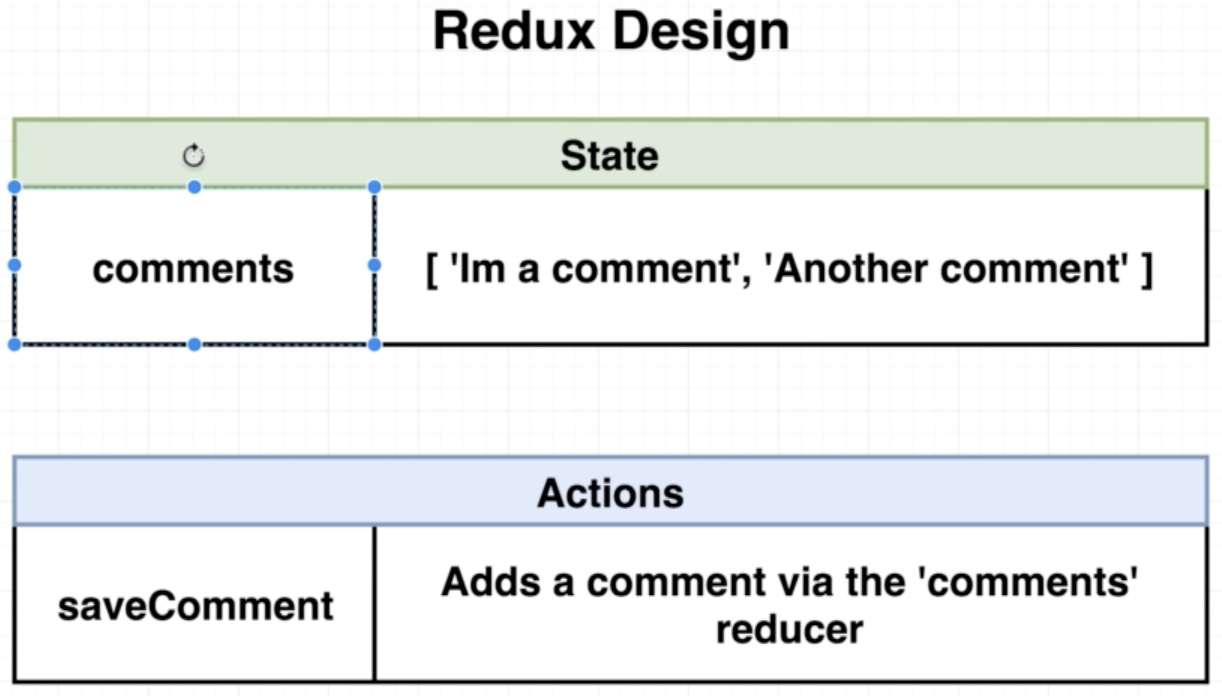 Redux Design
State
comments
[ 'Im a comment', 'Another comment' ]
Actions
saveComment
Adds a comment via the 'comments'
reducer